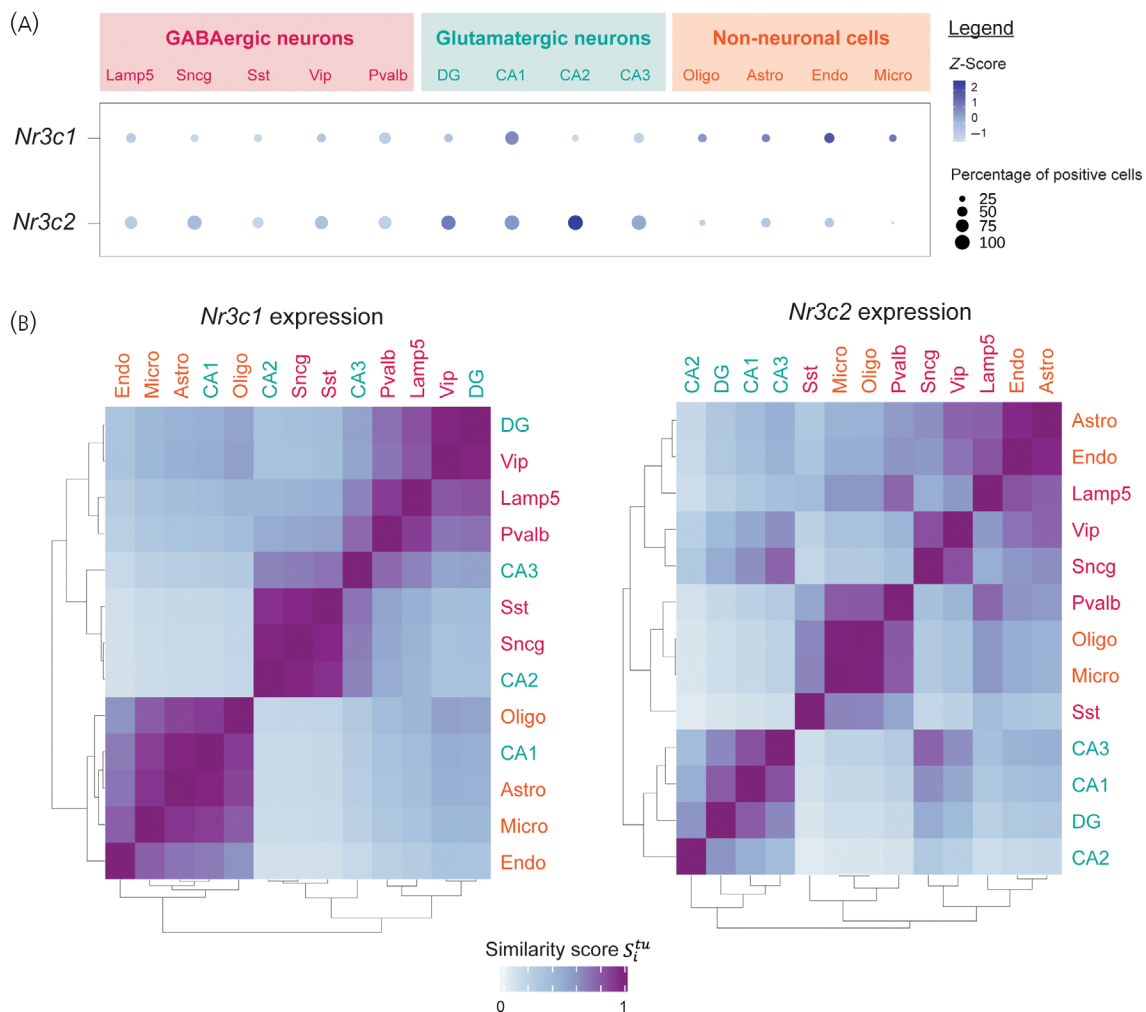 (A)
GABAergic neurons Glutamatergic neurons Non-neuronal cells
Lamp5 Sncg Sst Vip Pvalb DG CA1 CA2 CA3 Oligo Astro Endo Micro
Legend
Z-Score
2
0
−1
Nr3c1
Nr3c2
Percentage of positive cells
25
50
75
100
(B)
Nr3c1 expression
Endo Micro Astro CA1 Oligo CA2 Sncg Sst CA3 Pvalb Lamp5 Vip DG
DG
Vip
Lamp5
Pvalb
CA3
Sst
Sncg
CA2
Oligo
CA1
Astro
Micro
Endo
Nr3c2 expression
CA2 DG CA1 CA3 Sst Micro Oligo Pvalb Sncg Vip Lamp5 Endo Astro
Astro
Endo
Lamp5
Vip
Sncg
Pvalb
Oligo
Micro
Sst
CA3
CA1
DG
CA2
Similarity score S_i^{tu}
0 1